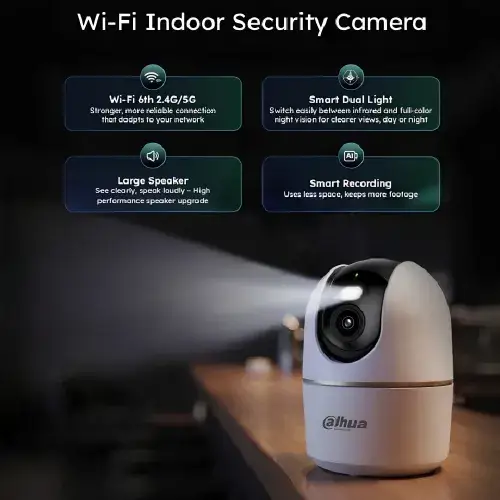 Wi-Fi Indoor Security Camera
Wi-Fi 6th 2.4G/5G
Stronger, more reliable connection
that adapts to your network
Smart Dual Light
Switch easily between infrared and full-color
night vision for clearer views, day or night
Large Speaker
See clearly, speak loudly – High
performance speaker upgrade
AI
Smart Recording
Uses less space, keeps more footage
alhua